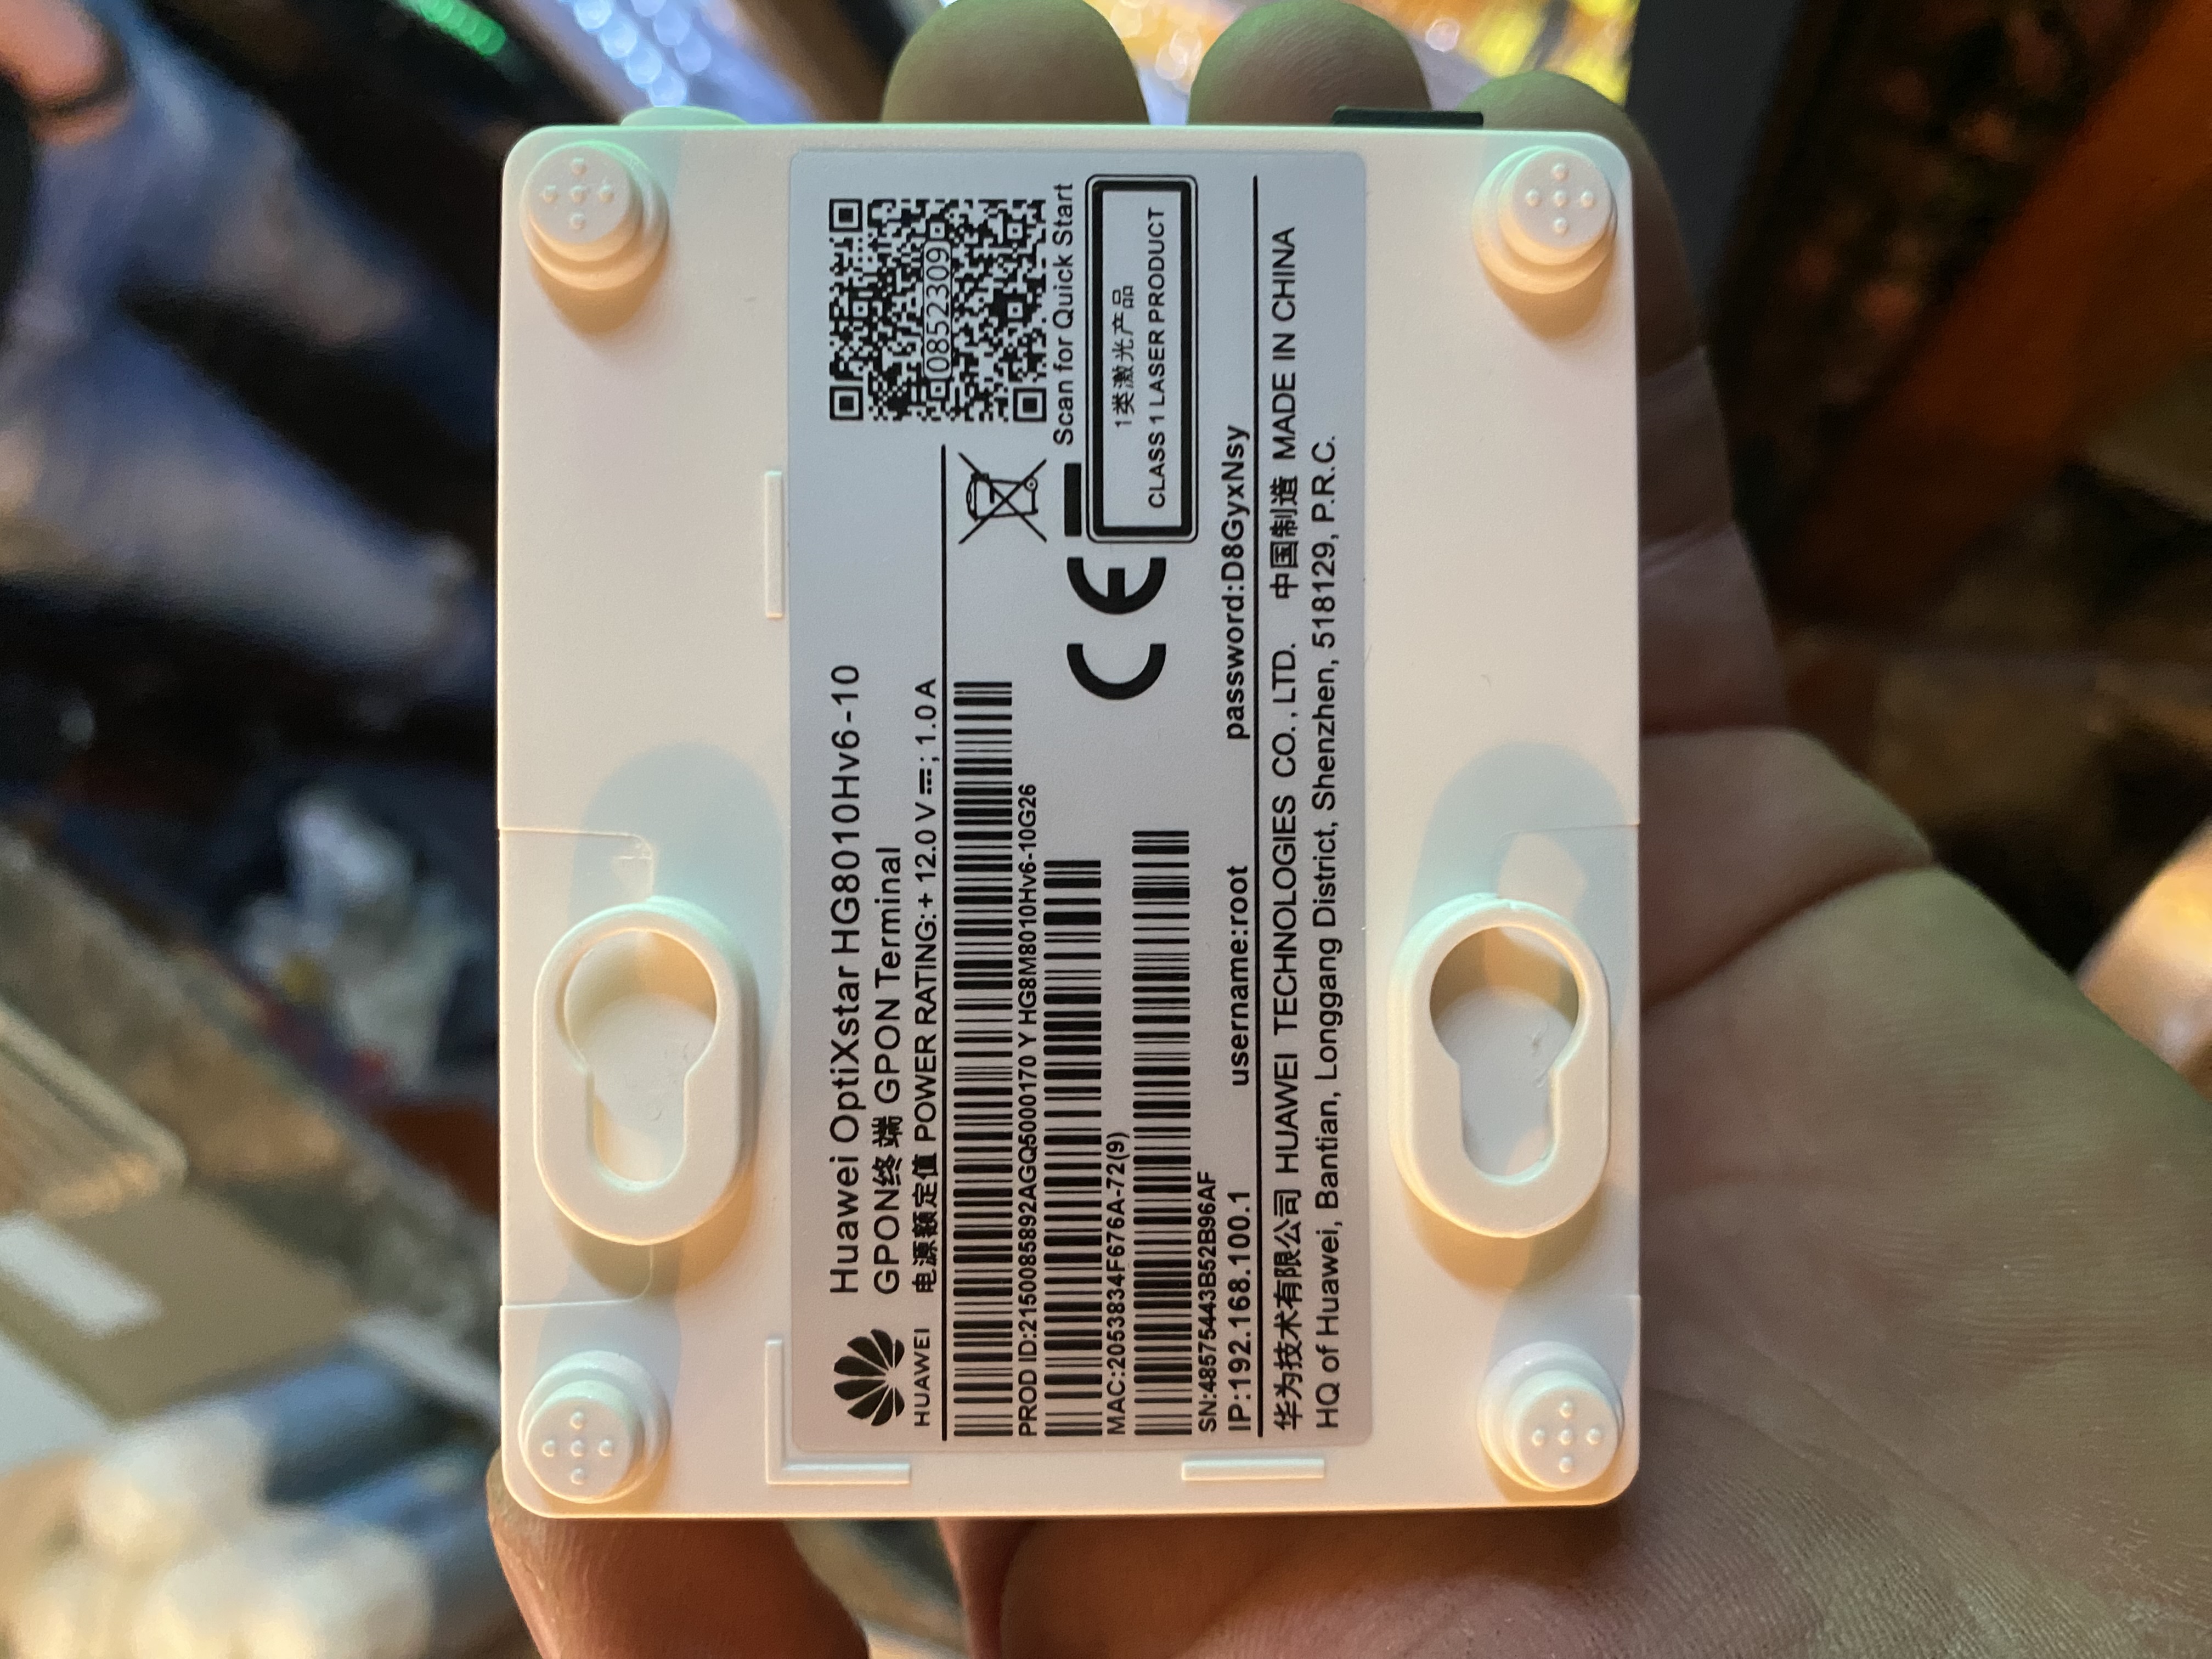 Huawei OptiXstar HG8010Hv6-10
GPON终端 GPON Terminal
电源额定值 POWER RATING:+ 12.0 V⎓; 1.0 A
HUAWEI
08522309
Scan for Quick Start
PROD ID:2150085892AGQ5000170 Y HG8M8010Hv6-10G26
MAC:2053834F676A-72(9)
SN:48575443B52B96AF
CE
1类激光产品
CLASS 1 LASER PRODUCT
IP:192.168.100.1 username:root password:D8GyxNsy
华为技术有限公司 HUAWEI TECHNOLOGIES CO., LTD. 中国制造 MADE IN CHINA
HQ of Huawei, Bantian, Longgang District, Shenzhen, 518129, P.R.C.